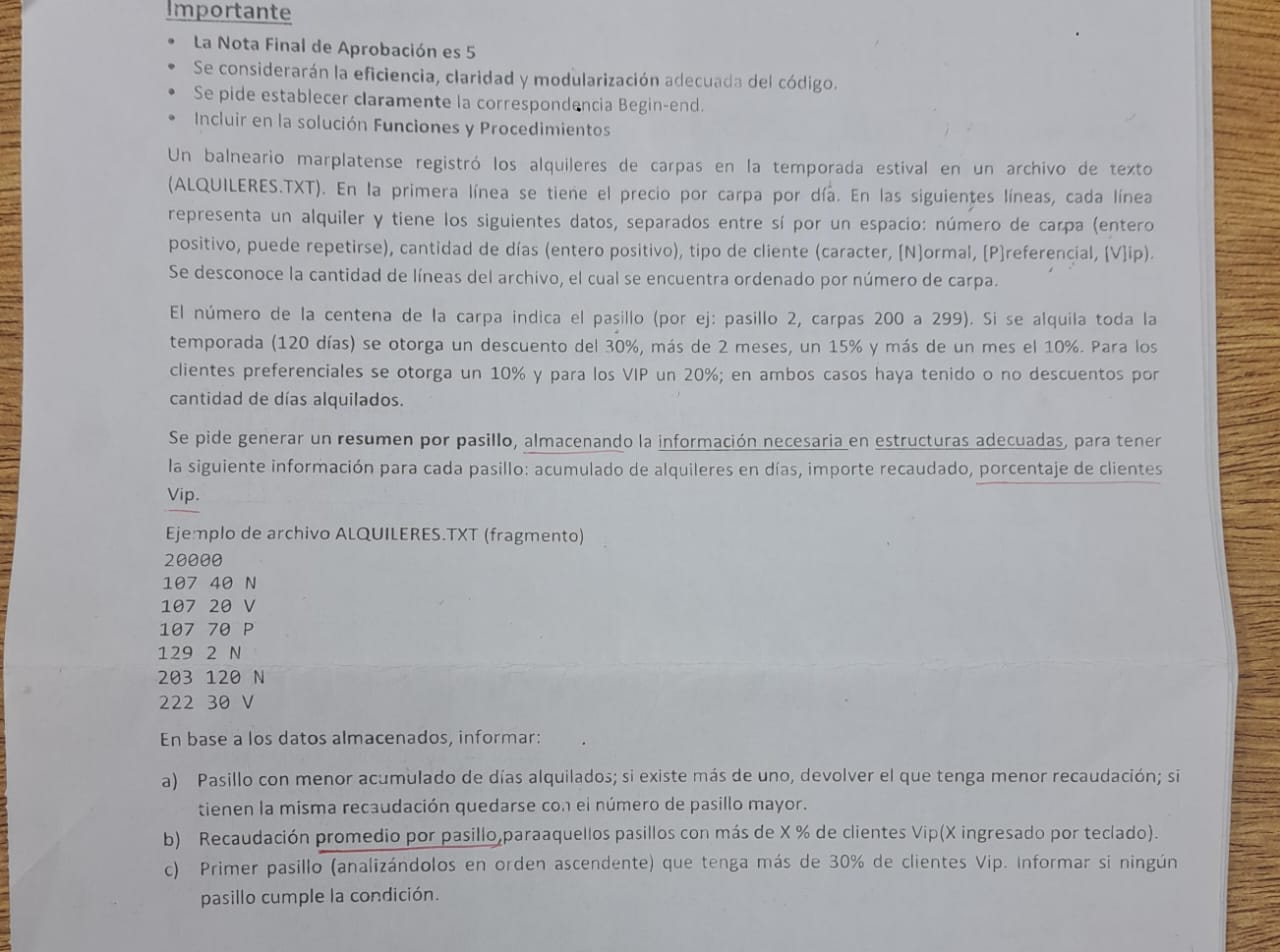 Importante
• La Nota Final de Aprobación es 5
• Se considerarán la eficiencia, claridad y modularización adecuada del código.
• Se pide establecer claramente la correspondencia Begin-end.
• Incluir en la solución Funciones y Procedimientos
Un balneario marplatense registró los alquileres de carpas en la temporada estival en un archivo de texto
(ALQUILERES.TXT). En la primera línea se tiene el precio por carpa por día. En las siguientes líneas, cada línea
representa un alquiler y tiene los siguientes datos, separados entre sí por un espacio: número de carpa (entero
positivo, puede repetirse), cantidad de días (entero positivo), tipo de cliente (caracter, [N]ormal, [P]referencial, [V]ip).
Se desconoce la cantidad de líneas del archivo, el cual se encuentra ordenado por número de carpa.
El número de la centena de la carpa indica el pasillo (por ej: pasillo 2, carpas 200 a 299). Si se alquila toda la
temporada (120 días) se otorga un descuento del 30%, más de 2 meses, un 15% y más de un mes el 10%. Para los
clientes preferenciales se otorga un 10% y para los VIP un 20%; en ambos casos haya tenido o no descuentos por
cantidad de días alquilados.
Se pide generar un resumen por pasillo, almacenando la información necesaria en estructuras adecuadas, para tener
la siguiente información para cada pasillo: acumulado de alquileres en días, importe recaudado, porcentaje de clientes
Vip.
Ejemplo de archivo ALQUILERES.TXT (fragmento)
20000
107 40 N
107 20 V
107 70 P
129 2 N
203 120 N
222 30 V
En base a los datos almacenados, informar:
a) Pasillo con menor acumulado de días alquilados; si existe más de uno, devolver el que tenga menor recaudación; si
tienen la misma recaudación quedarse con el número de pasillo mayor.
b) Recaudación promedio por pasillo,paraaquellos pasillos con más de X % de clientes Vip(X ingresado por teclado).
c) Primer pasillo (analizándolos en orden ascendente) que tenga más de 30% de clientes Vip. Informar si ningún
pasillo cumple la condición.